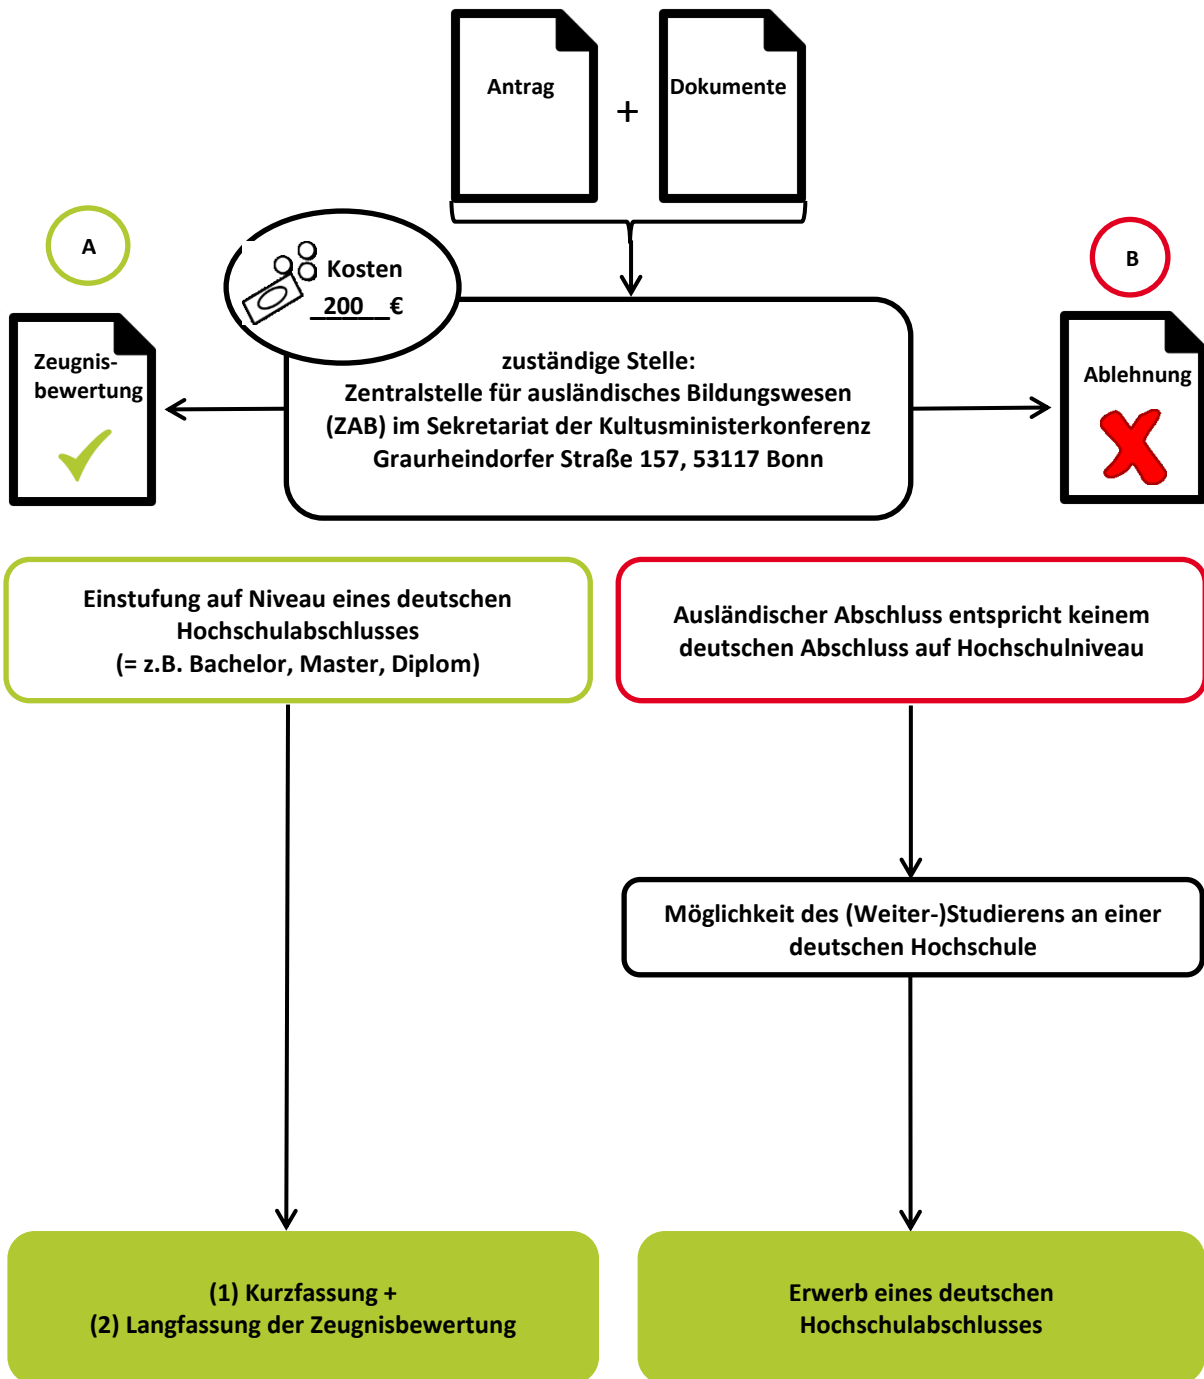 Antrag
+
Dokumente
A
B
Kosten
200 €
Zeugnis-
bewertung
zuständige Stelle:
Zentralstelle für ausländisches Bildungswesen
(ZAB) im Sekretariat der Kultusministerkonferenz
Graurheindorfer Straße 157, 53117 Bonn
Ablehnung
Einstufung auf Niveau eines deutschen
Hochschulabschlusses
(= z.B. Bachelor, Master, Diplom)
Ausländischer Abschluss entspricht keinem
deutschen Abschluss auf Hochschulniveau
Möglichkeit des (Weiter-)Studierens an einer
deutschen Hochschule
(1) Kurzfassung +
(2) Langfassung der Zeugnisbewertung
Erwerb eines deutschen
Hochschulabschlusses